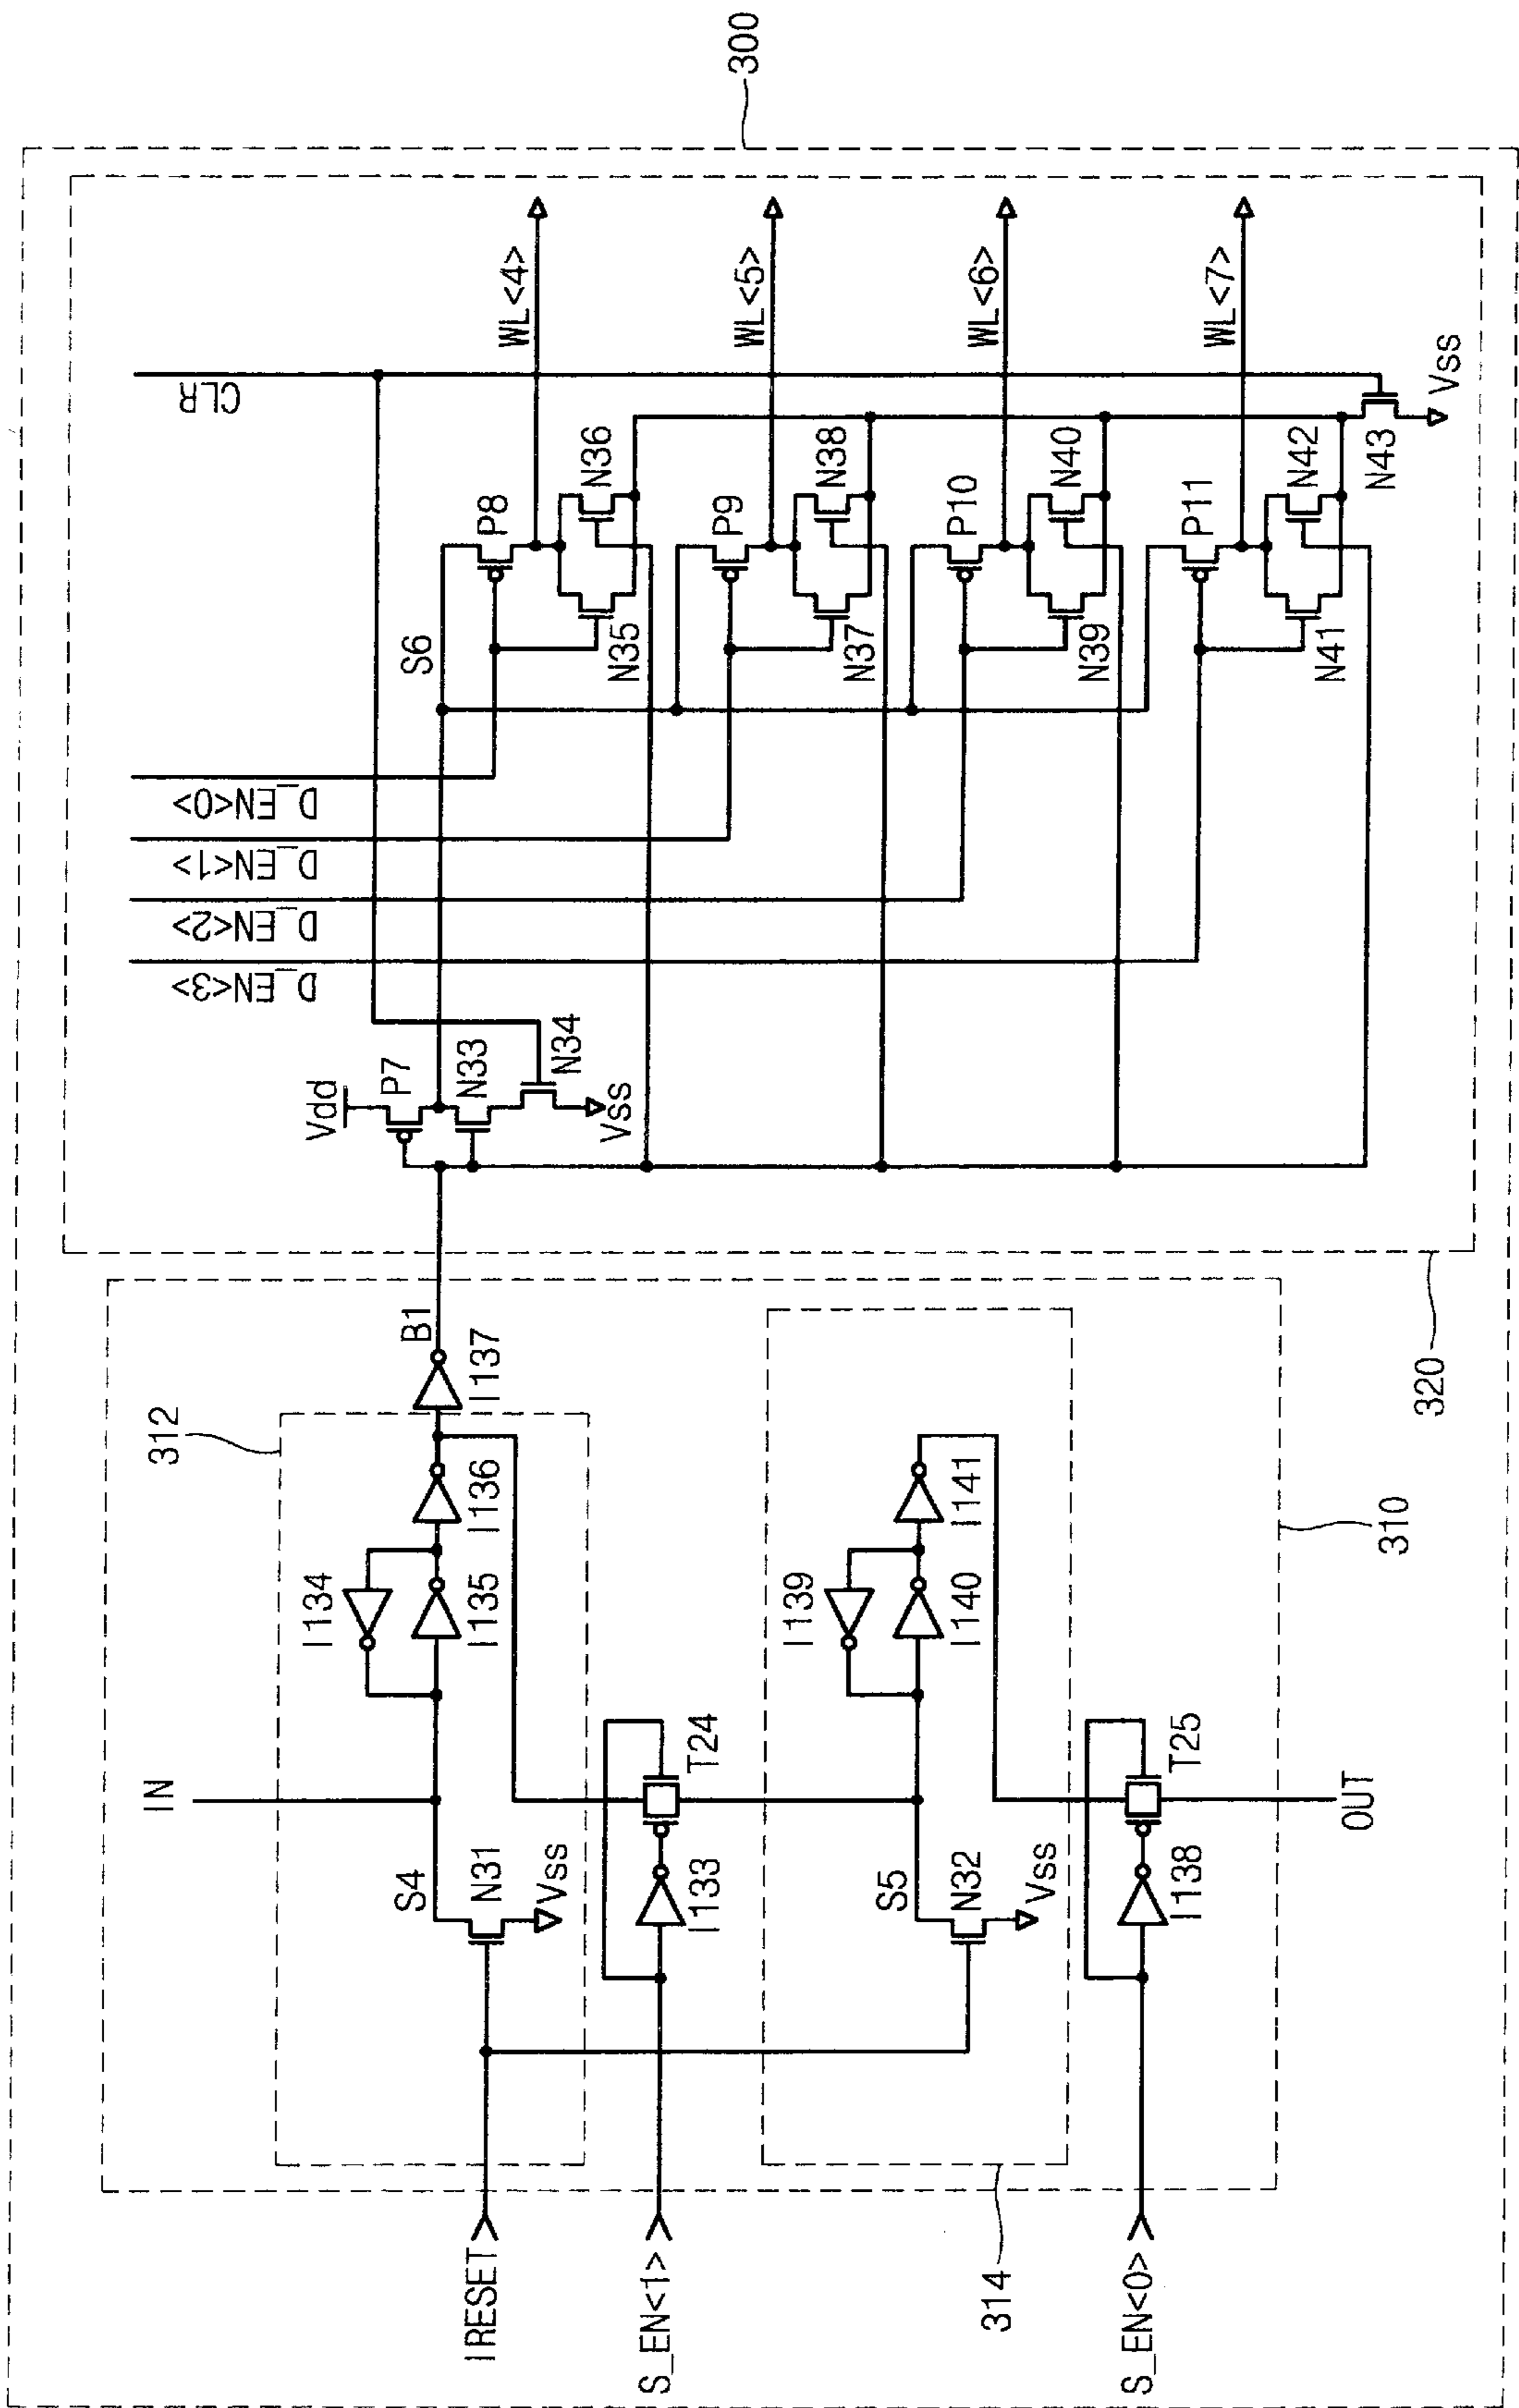 300
CLR
WL<4>
WL<5>
WL<6>
WL<7>
Vss
P8
N36
P9
N38
P10
N40
P11
N42
N43
S6
N35
N37
N39
N41
D_EN<0>
D_EN<1>
D_EN<2>
D_EN<3>
Vdd
P7
N33
N34
Vss
320
B1
I137
312
I134
I136
I135
I139
I141
I140
310
IN
S4
N31
Vss
T24
I133
S5
N32
Vss
T25
I138
OUT
IRESET
S_EN<1>
314
S_EN<0>